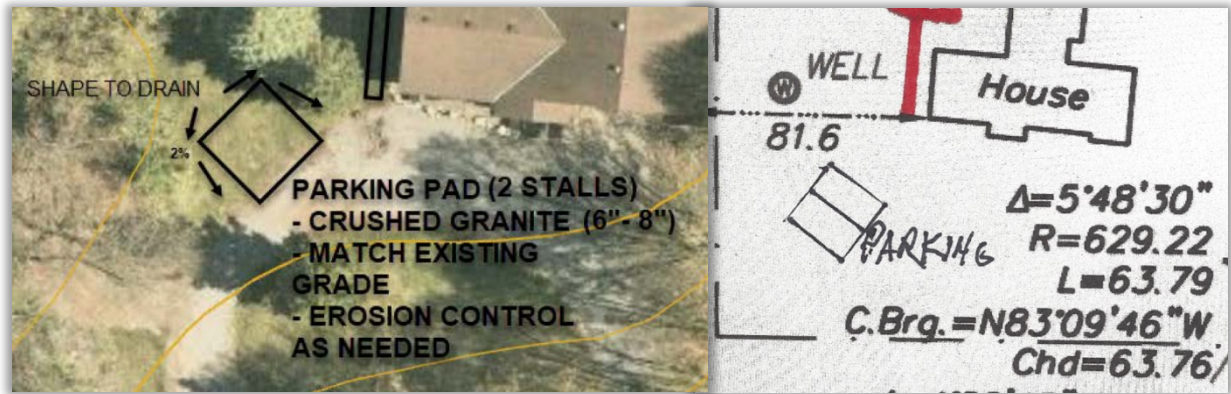 SHAPE TO DRAIN
2%
PARKING PAD (2 STALLS)
- CRUSHED GRANITE (6"- 8")
- MATCH EXISTING
GRADE
- EROSION CONTROL
AS NEEDED
W WELL
House
81.6
PARKING
Δ=5°48'30"
R=629.22
L=63.79
C.Brg.=N83°09'46"W
Chd=63.76